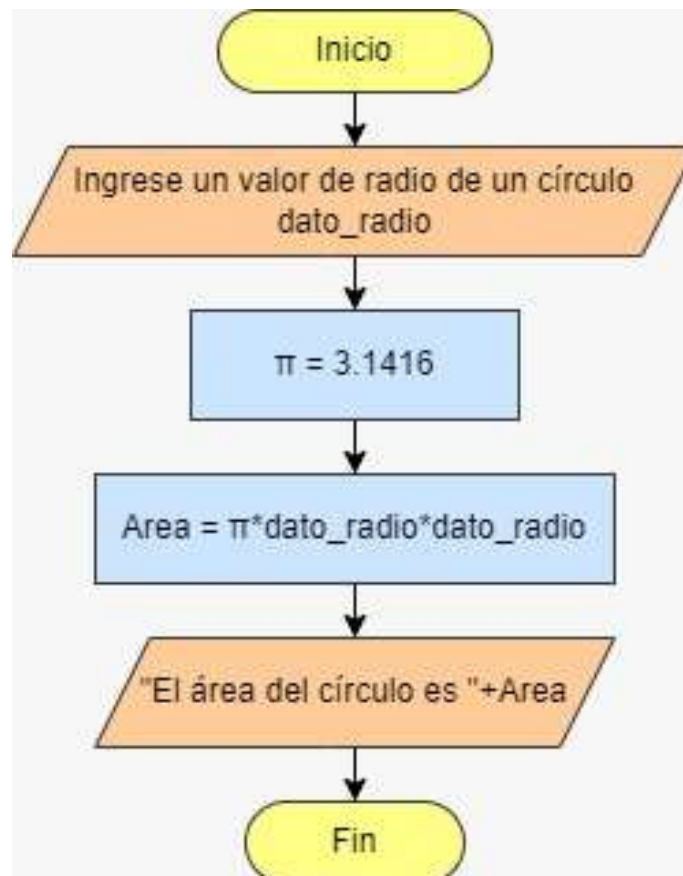 Inicio
Ingrese un valor de radio de un círculo
dato_radio
π = 3.1416
Area = π*dato_radio*dato_radio
"El área del círculo es "+Area
Fin